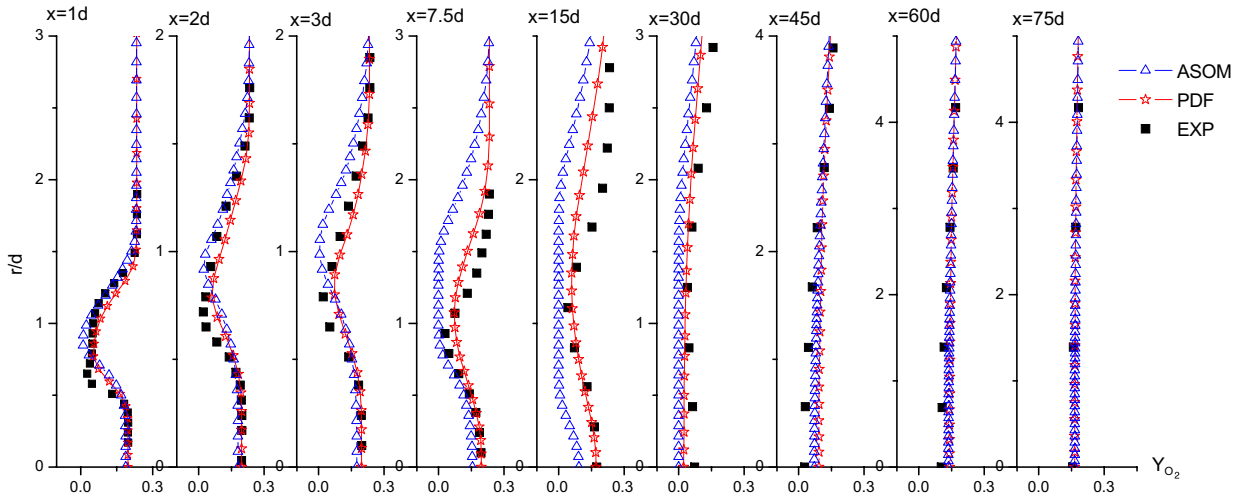 x=1d x=2d x=3d x=7.5d x=15d x=30d x=45d x=60d x=75d
3 2 2 3 3 3 4
ASOM
PDF
EXP
4 4
2 2 2
1 1
2
r/d
2 2
1 1 1 1
0 0 0 0 0 0 0 0 0
0.0 0.3 0.0 0.3 0.0 0.3 0.0 0.3 0.0 0.3 0.0 0.3 0.0 0.3 0.0 0.3 0.0 0.3
Y_O₂